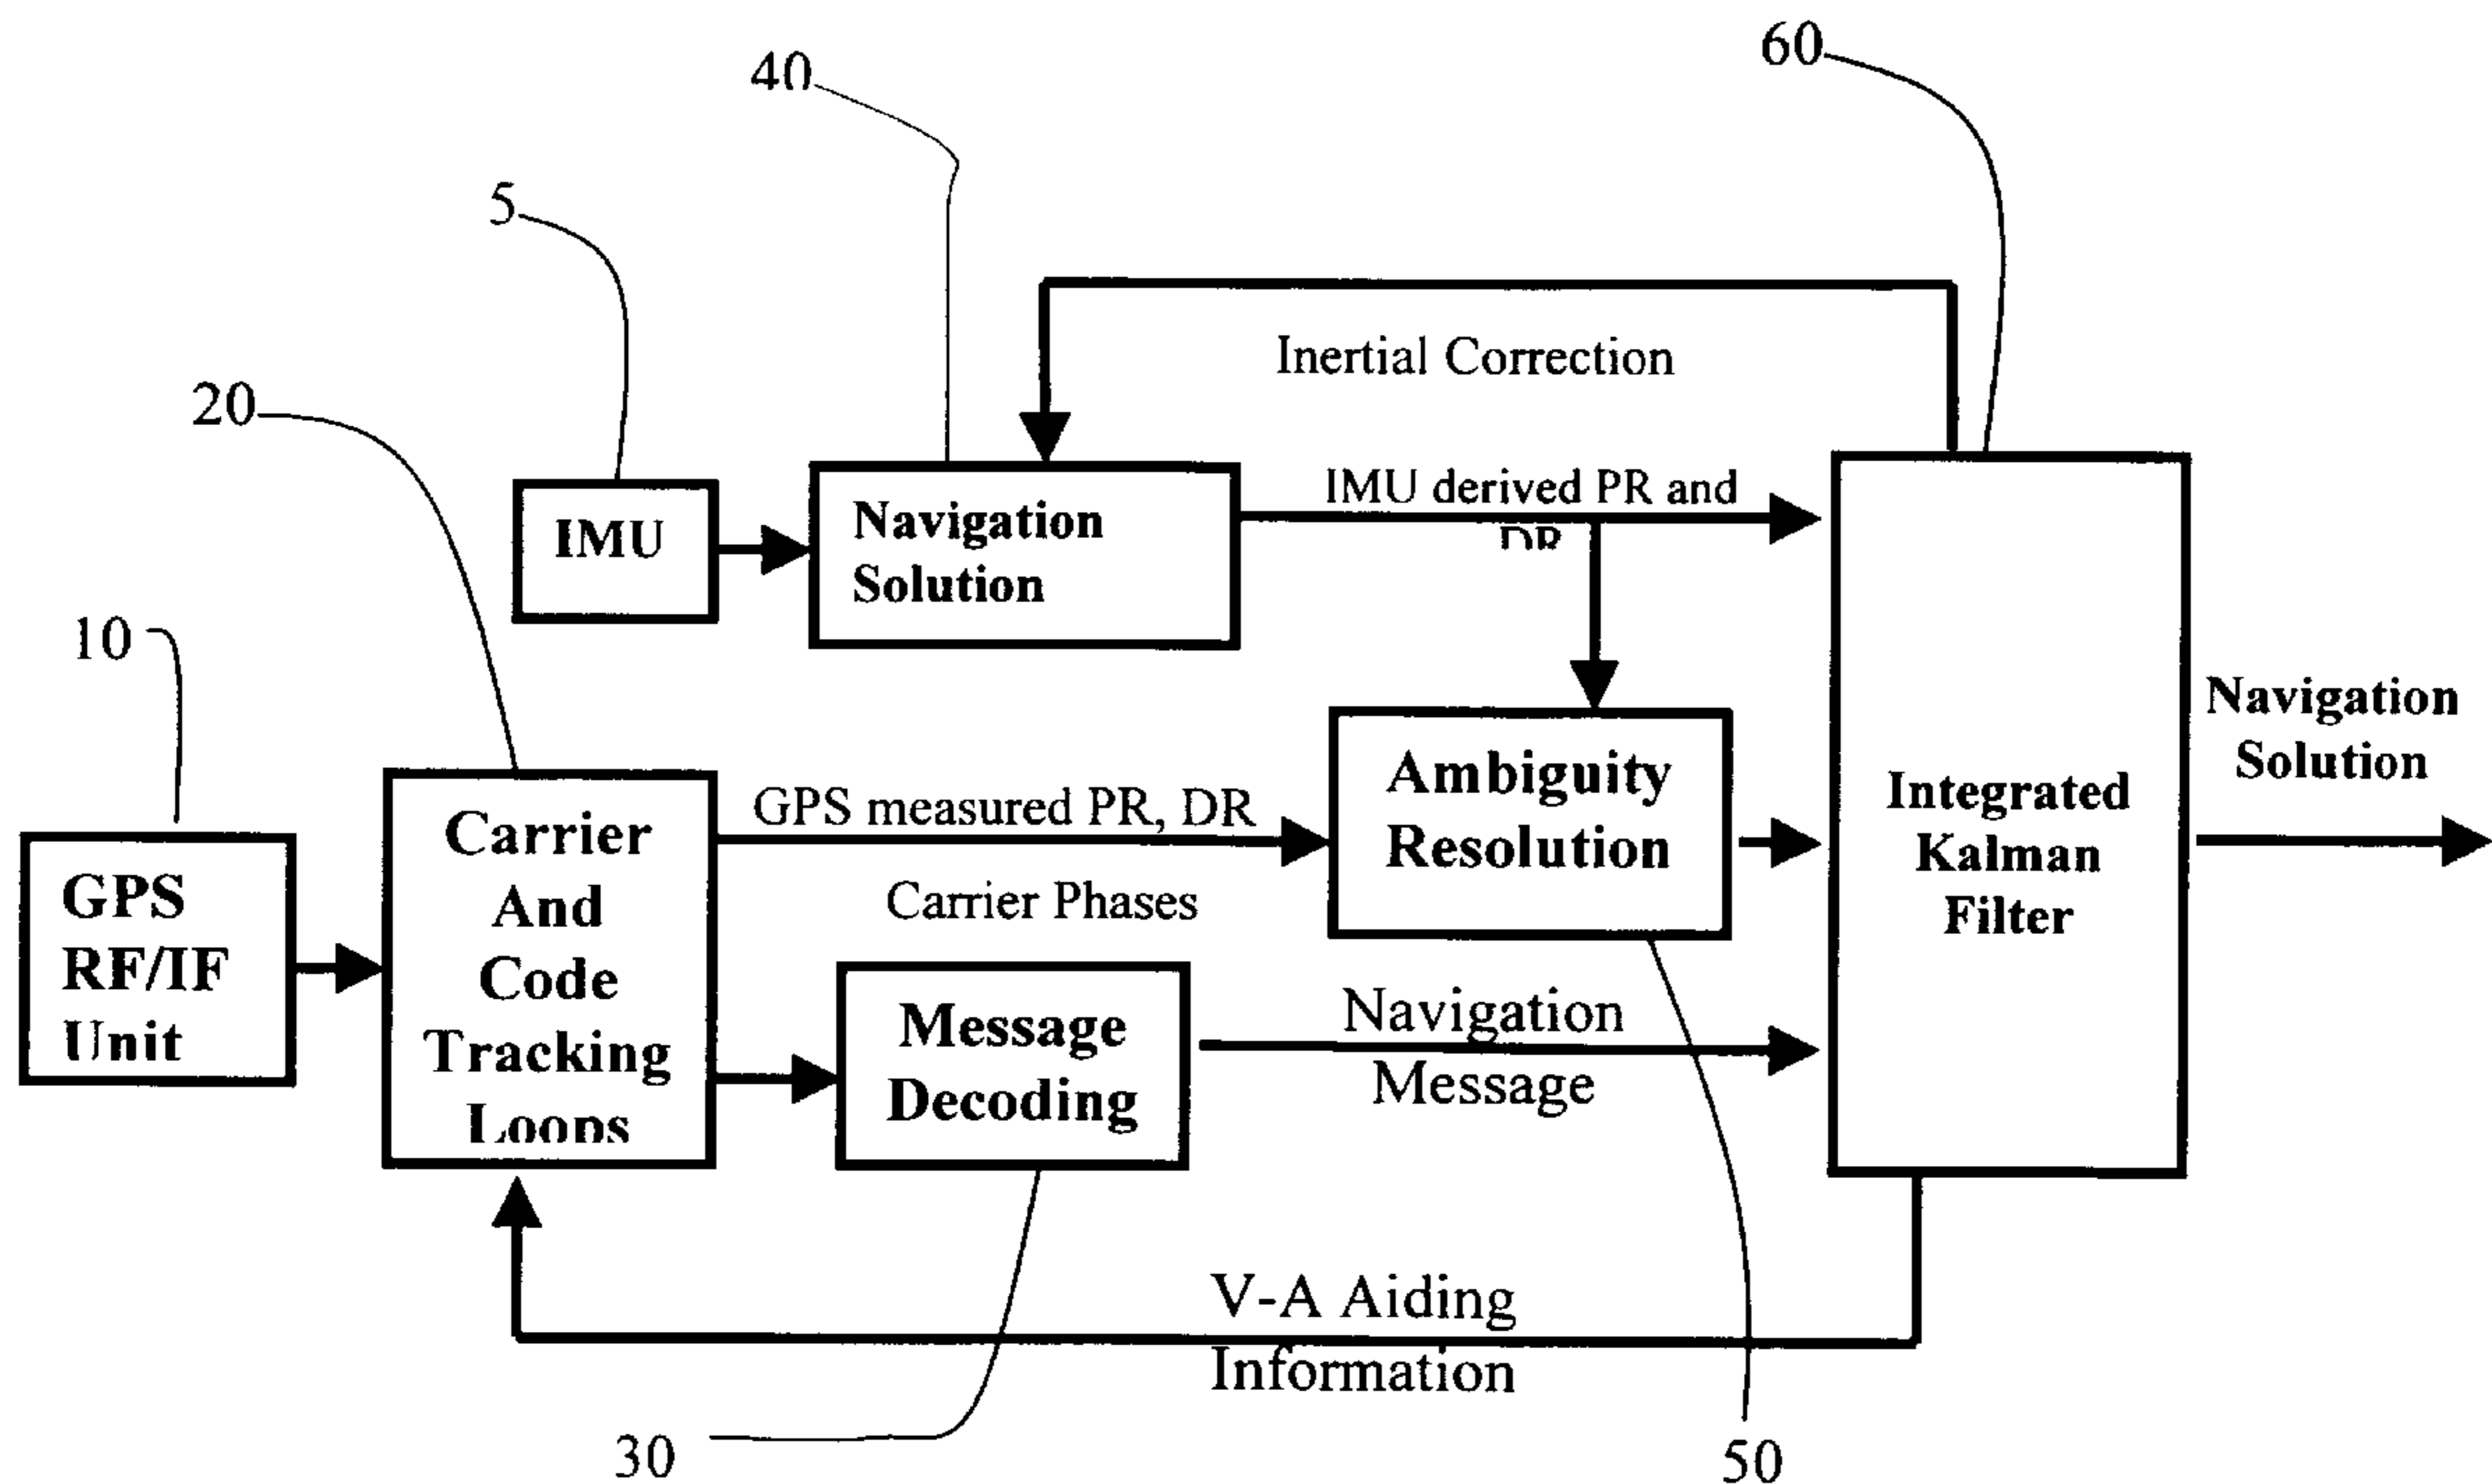 60
40
5
Inertial Correction
20
IMU derived PR and
DR
IMU
Navigation
Solution
10
Navigation
Solution
Ambiguity
Resolution
GPS measured PR, DR
Carrier Phases
Carrier
And
Code
Tracking
Loops
GPS
RF/IF
Unit
Integrated
Kalman
Filter
Message
Decoding
Navigation
Message
V-A Aiding
Information
30
50